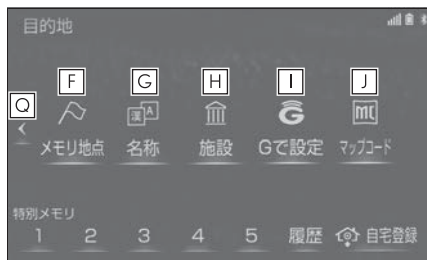 目的地
F G H I J
Q
漢 A G MC
メモリ地点 名称 施設 Gで設定 マップコード
特別メモリ
1 2 3 4 5 履歴 自宅登録